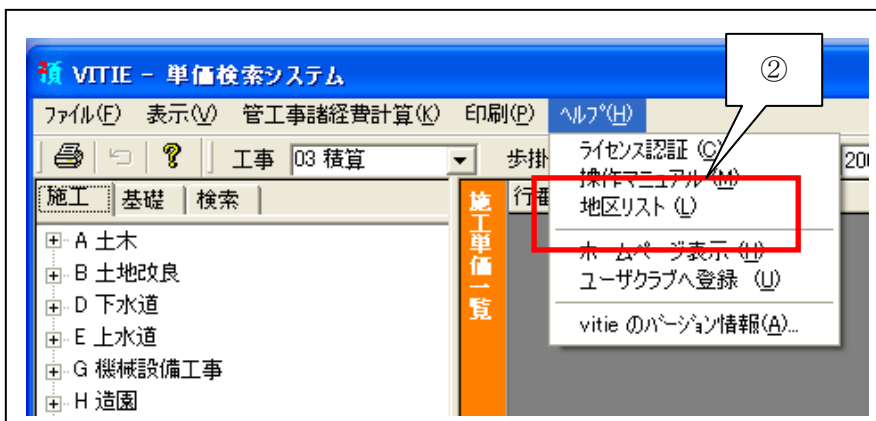 ②
VITIE - 単価検索システム
ファイル(F) 表示(V) 管工事諸経費計算(K) 印刷(P) ヘルプ(H)
工事 03 積算 歩掛 200
施工 基礎 検索
施工単価一覧
行番
A 土木
B 土地改良
D 下水道
E 上水道
G 機械設備工事
H 造園
ライセンス認証 (C)
操作マニュアル (M)
地区リスト (L)
ホームページ表示 (H)
ユーザクラブへ登録 (U)
vitie のバージョン情報(A)...